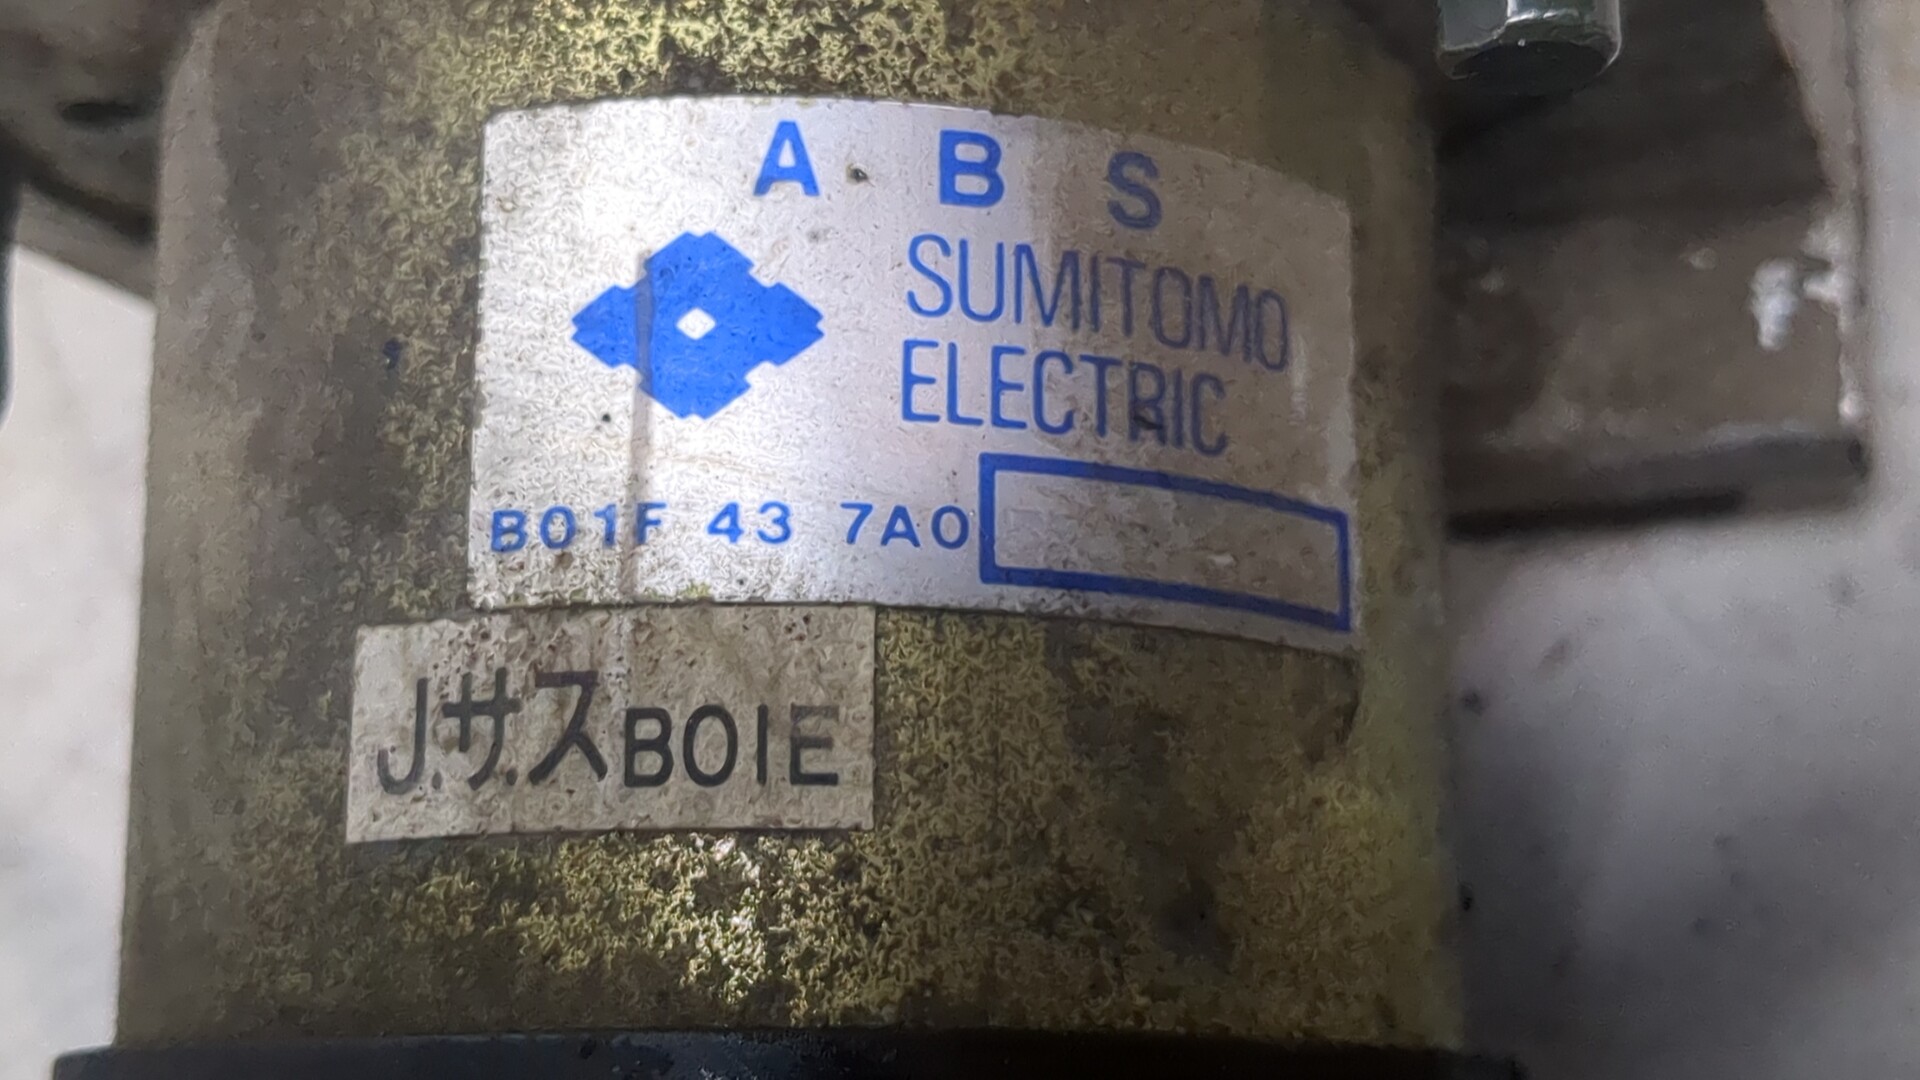 A B S
SUMITOMO
ELECTRIC
B01F 43 7A0
J.サ.スB01E